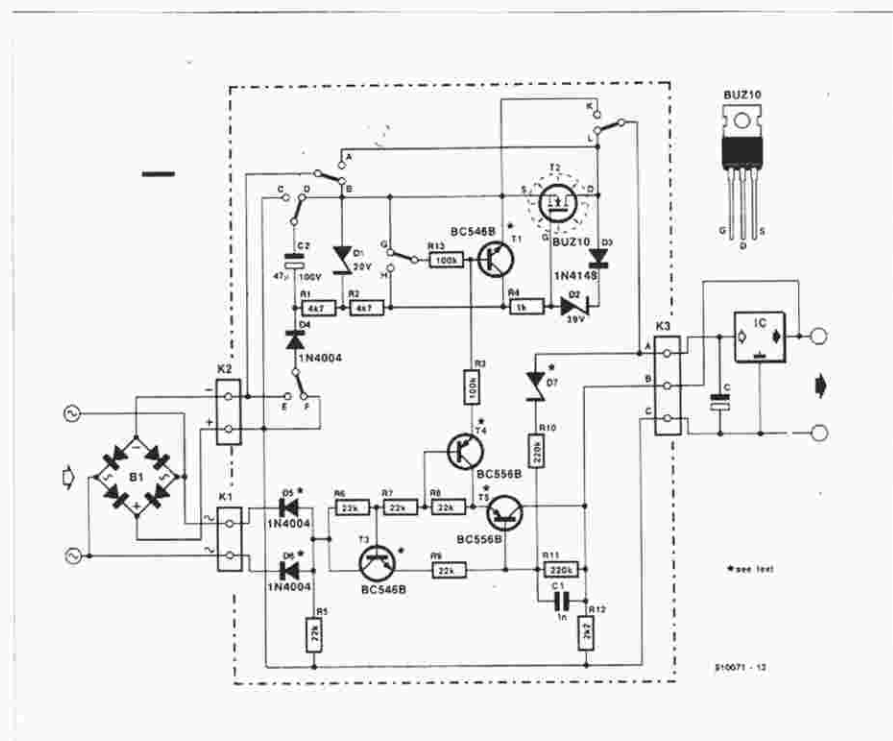 BUZ10
G
D
S
K
L
A
B
C
D
T2
S
D
G
BUZ10
C2
47µ
100V
D1
20V
G
H
R13
100k
BC546B
*
T1
D3
1N4148
R1
4k7
R2
4k7
R4
1k
D2
39V
D4
1N4004
K2
−
+
E
F
R3
100k
*
D7
K3
A
B
C
IC
C
*
T4
BC556B
R10
220k
B1
−
+
K1
~
~
D5 *
1N4004
D6 *
1N4004
R6
22k
R7
22k
R8
22k
*
T5
BC556B
T3
*
BC546B
R9
22k
R11
220k
C1
1n
R12
2k2
R5
22k
* see text
910071 - 12